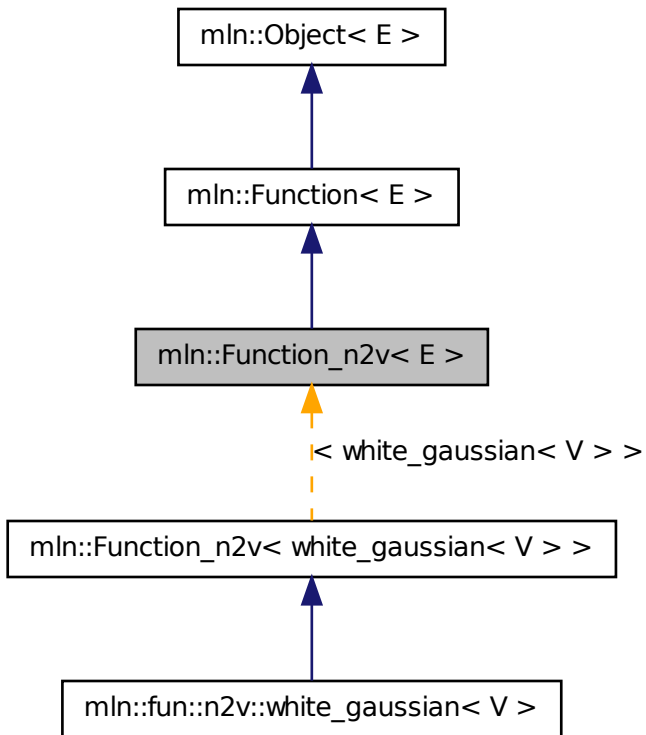 mln::Object< E >
mln::Function< E >
mln::Function_n2v< E >
< white_gaussian< V > >
mln::Function_n2v< white_gaussian< V > >
mln::fun::n2v::white_gaussian< V >